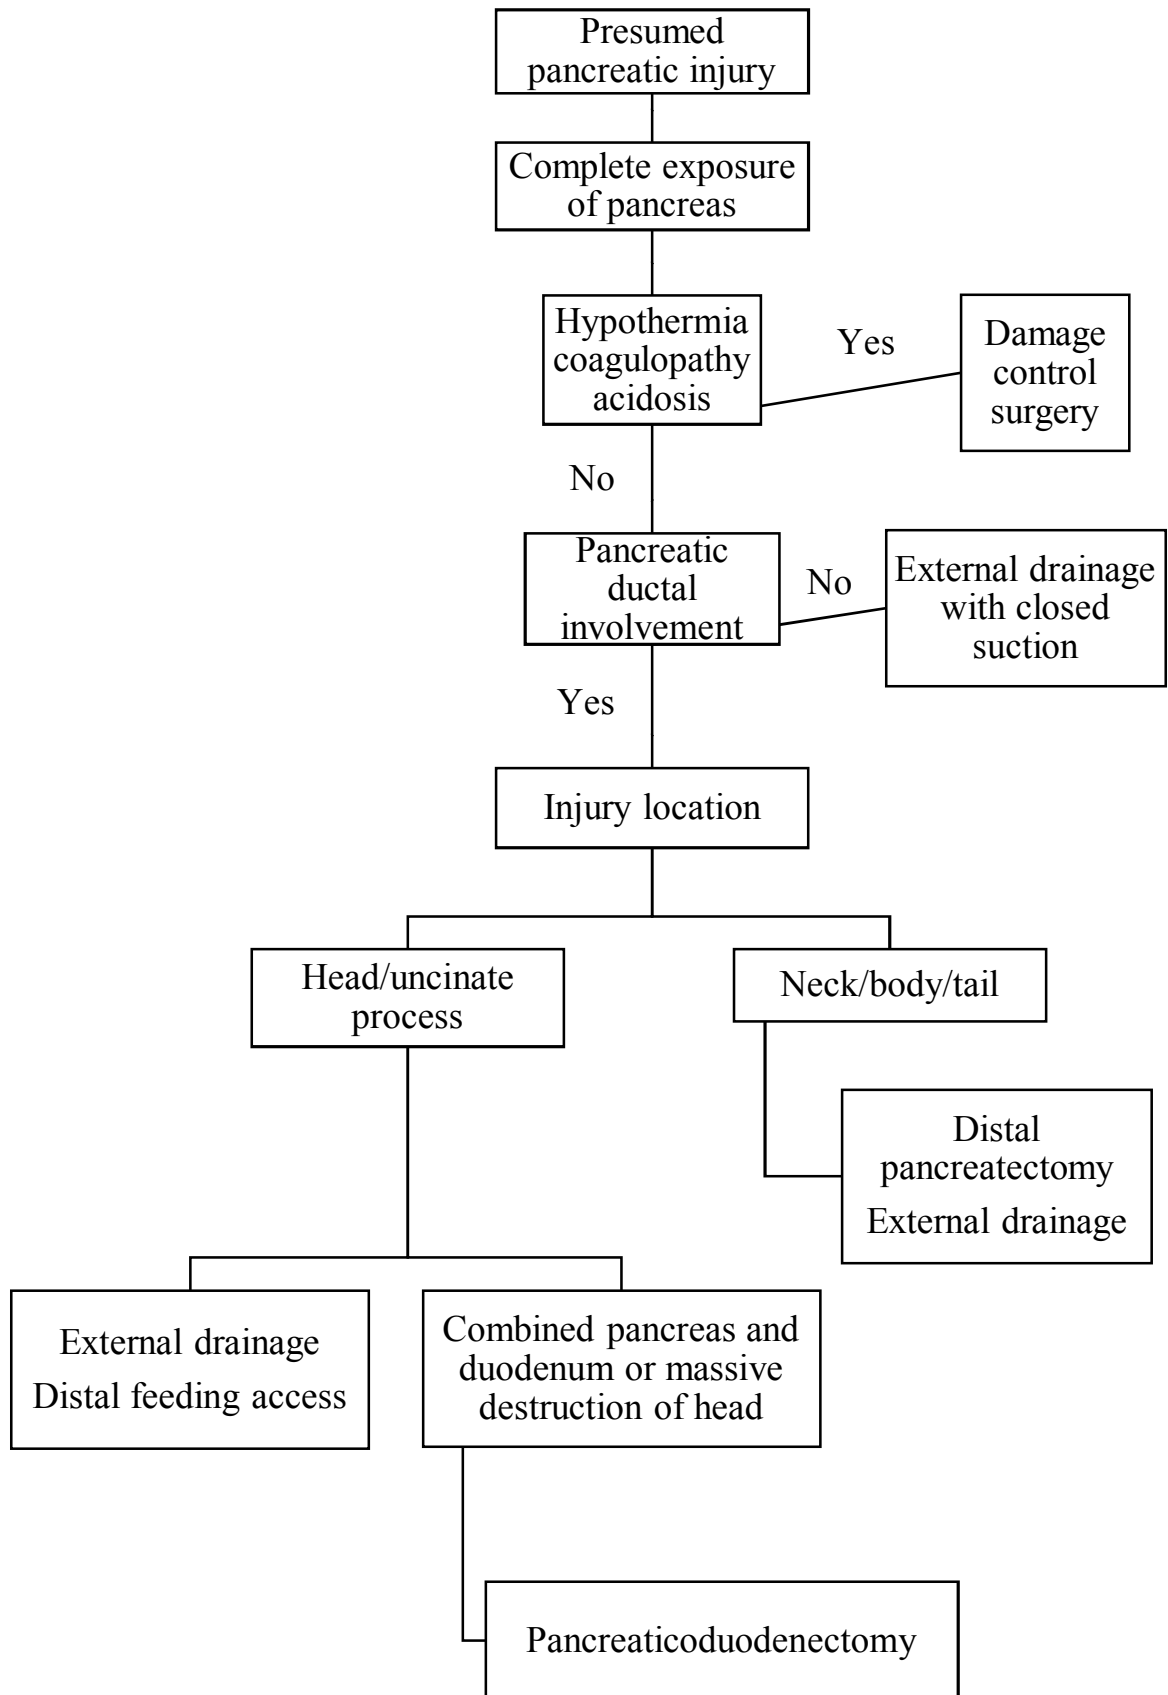 Presumed
pancreatic injury
Complete exposure
of pancreas
Hypothermia
coagulopathy
acidosis
Yes
Damage
control
surgery
No
Pancreatic
ductal
involvement
No
External drainage
with closed
suction
Yes
Injury location
Head/uncinate
process
Neck/body/tail
Distal
pancreatectomy
External drainage
External drainage
Distal feeding access
Combined pancreas and
duodenum or massive
destruction of head
Pancreaticoduodenectomy